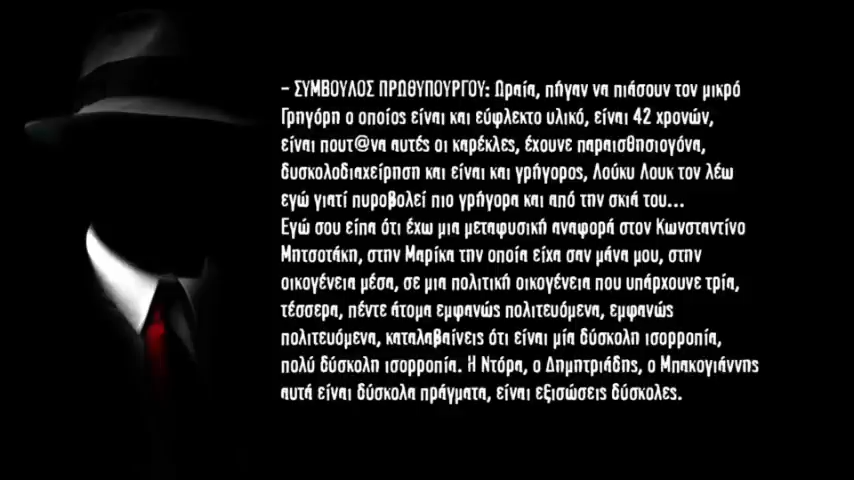 - ΣΥΜΒΟΥΛΟΣ ΠΡΩΘΥΠΟΥΡΓΟΥ: Ωραία, πήγαν να πιάσουν τον μικρό
Γρηγόρη ο οποίος είναι και εύφλεκτο υλικό, είναι 42 χρονών,
είναι πουτ@να αυτές οι καρέκλες, έχουνε παραισθησιογόνα,
δυσκολοδιαχείρηση και είναι και γρήγορος, Λούκυ Λουκ τον λέω
εγώ γιατί πυροβολεί πιο γρήγορα και από την σκιά του...
Εγώ σου είπα ότι έχω μια μεταφυσική αναφορά στον Κωνσταντίνο
Μητσοτάκη, στην Μαρίκα την οποία είχα σαν μάνα μου, στην
οικογένεια μέσα, σε μια πολιτική οικογένεια που υπάρχουνε τρία,
τέσσερα, πέντε άτομα εμφανώς πολιτευόμενα, εμφανώς
πολιτευόμενα, καταλαβαίνεις ότι είναι μία δύσκολη ισορροπία,
πολύ δύσκολη ισορροπία. Η Ντόρα, ο Δημητριάδης, ο Μπακογιάννης
αυτά είναι δύσκολα πράγματα, είναι εξισώσεις δύσκολες.